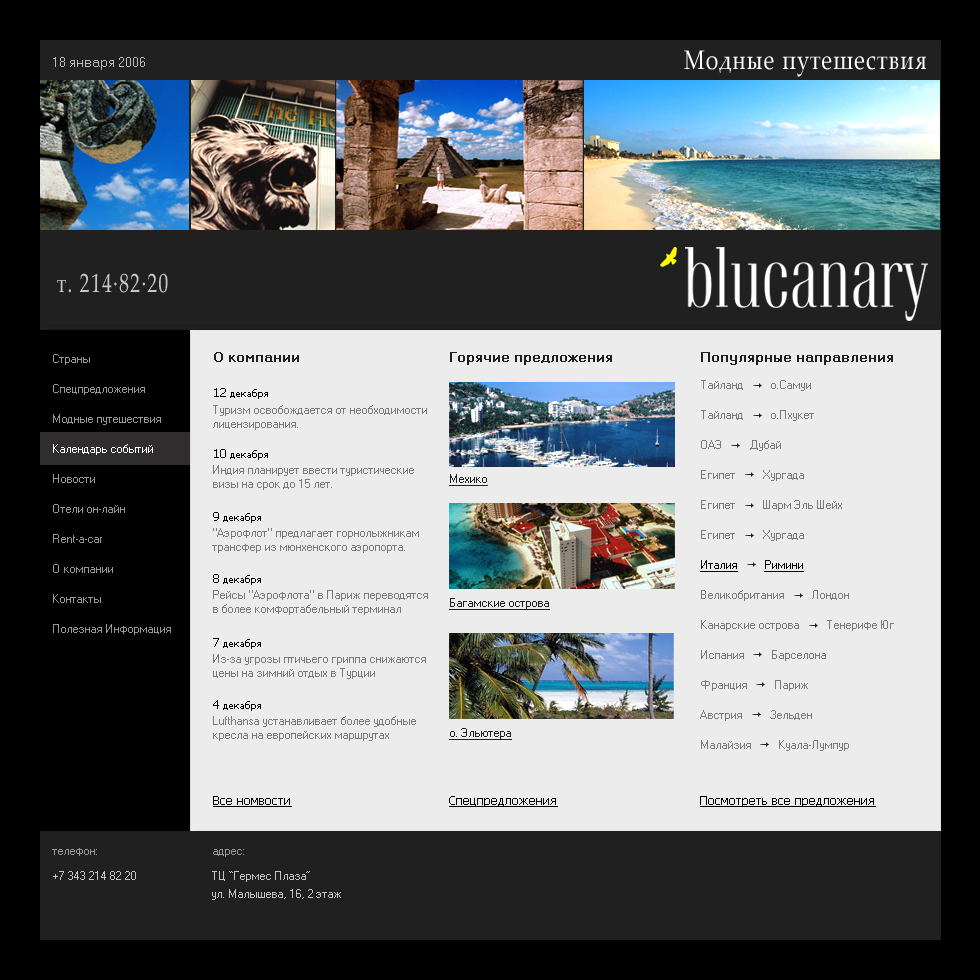 18 января 2006
Модные путешествия
The Ho
т. 214·82·20
blucanary
Страны
Спецпредложения
Модные путешествия
Календарь событий
Новости
Отели он-лайн
Rent-a-car
О компании
Контакты
Полезная Информация
О компании
12 декабря
Туризм освобождается от необходимости
лицензирования.
10 декабря
Индия планирует ввести туристические
визы на срок до 15 лет.
9 декабря
"Аэрофлот" предлагает горнолыжникам
трансфер из мюнхенского аэропорта.
8 декабря
Рейсы "Аэрофлота" в Париж переводятся
в более комфортабельный терминал
7 декабря
Из-за угрозы птичьего гриппа снижаются
цены на зимний отдых в Турции
4 декабря
Lufthansa устанавливает более удобные
кресла на европейских маршрутах
Все номвости
Горячие предложения
Мехико
Багамские острова
о. Эльютера
Спецпредложения
Популярные направления
Тайланд → о.Самуи
Тайланд → о.Пхукет
ОАЭ → Дубай
Египет → Хургада
Египет → Шарм Эль Шейх
Египет → Хургада
Италия → Римини
Великобритания → Лондон
Канарские острова → Тенерифе Юг
Испания → Барселона
Франция → Париж
Австрия → Зельден
Малайзия → Куала-Лумпур
Посмотреть все предложения
телефон:
+7 343 214 82 20
адрес:
ТЦ "Гермес Плаза"
ул. Малышева, 16, 2 этаж